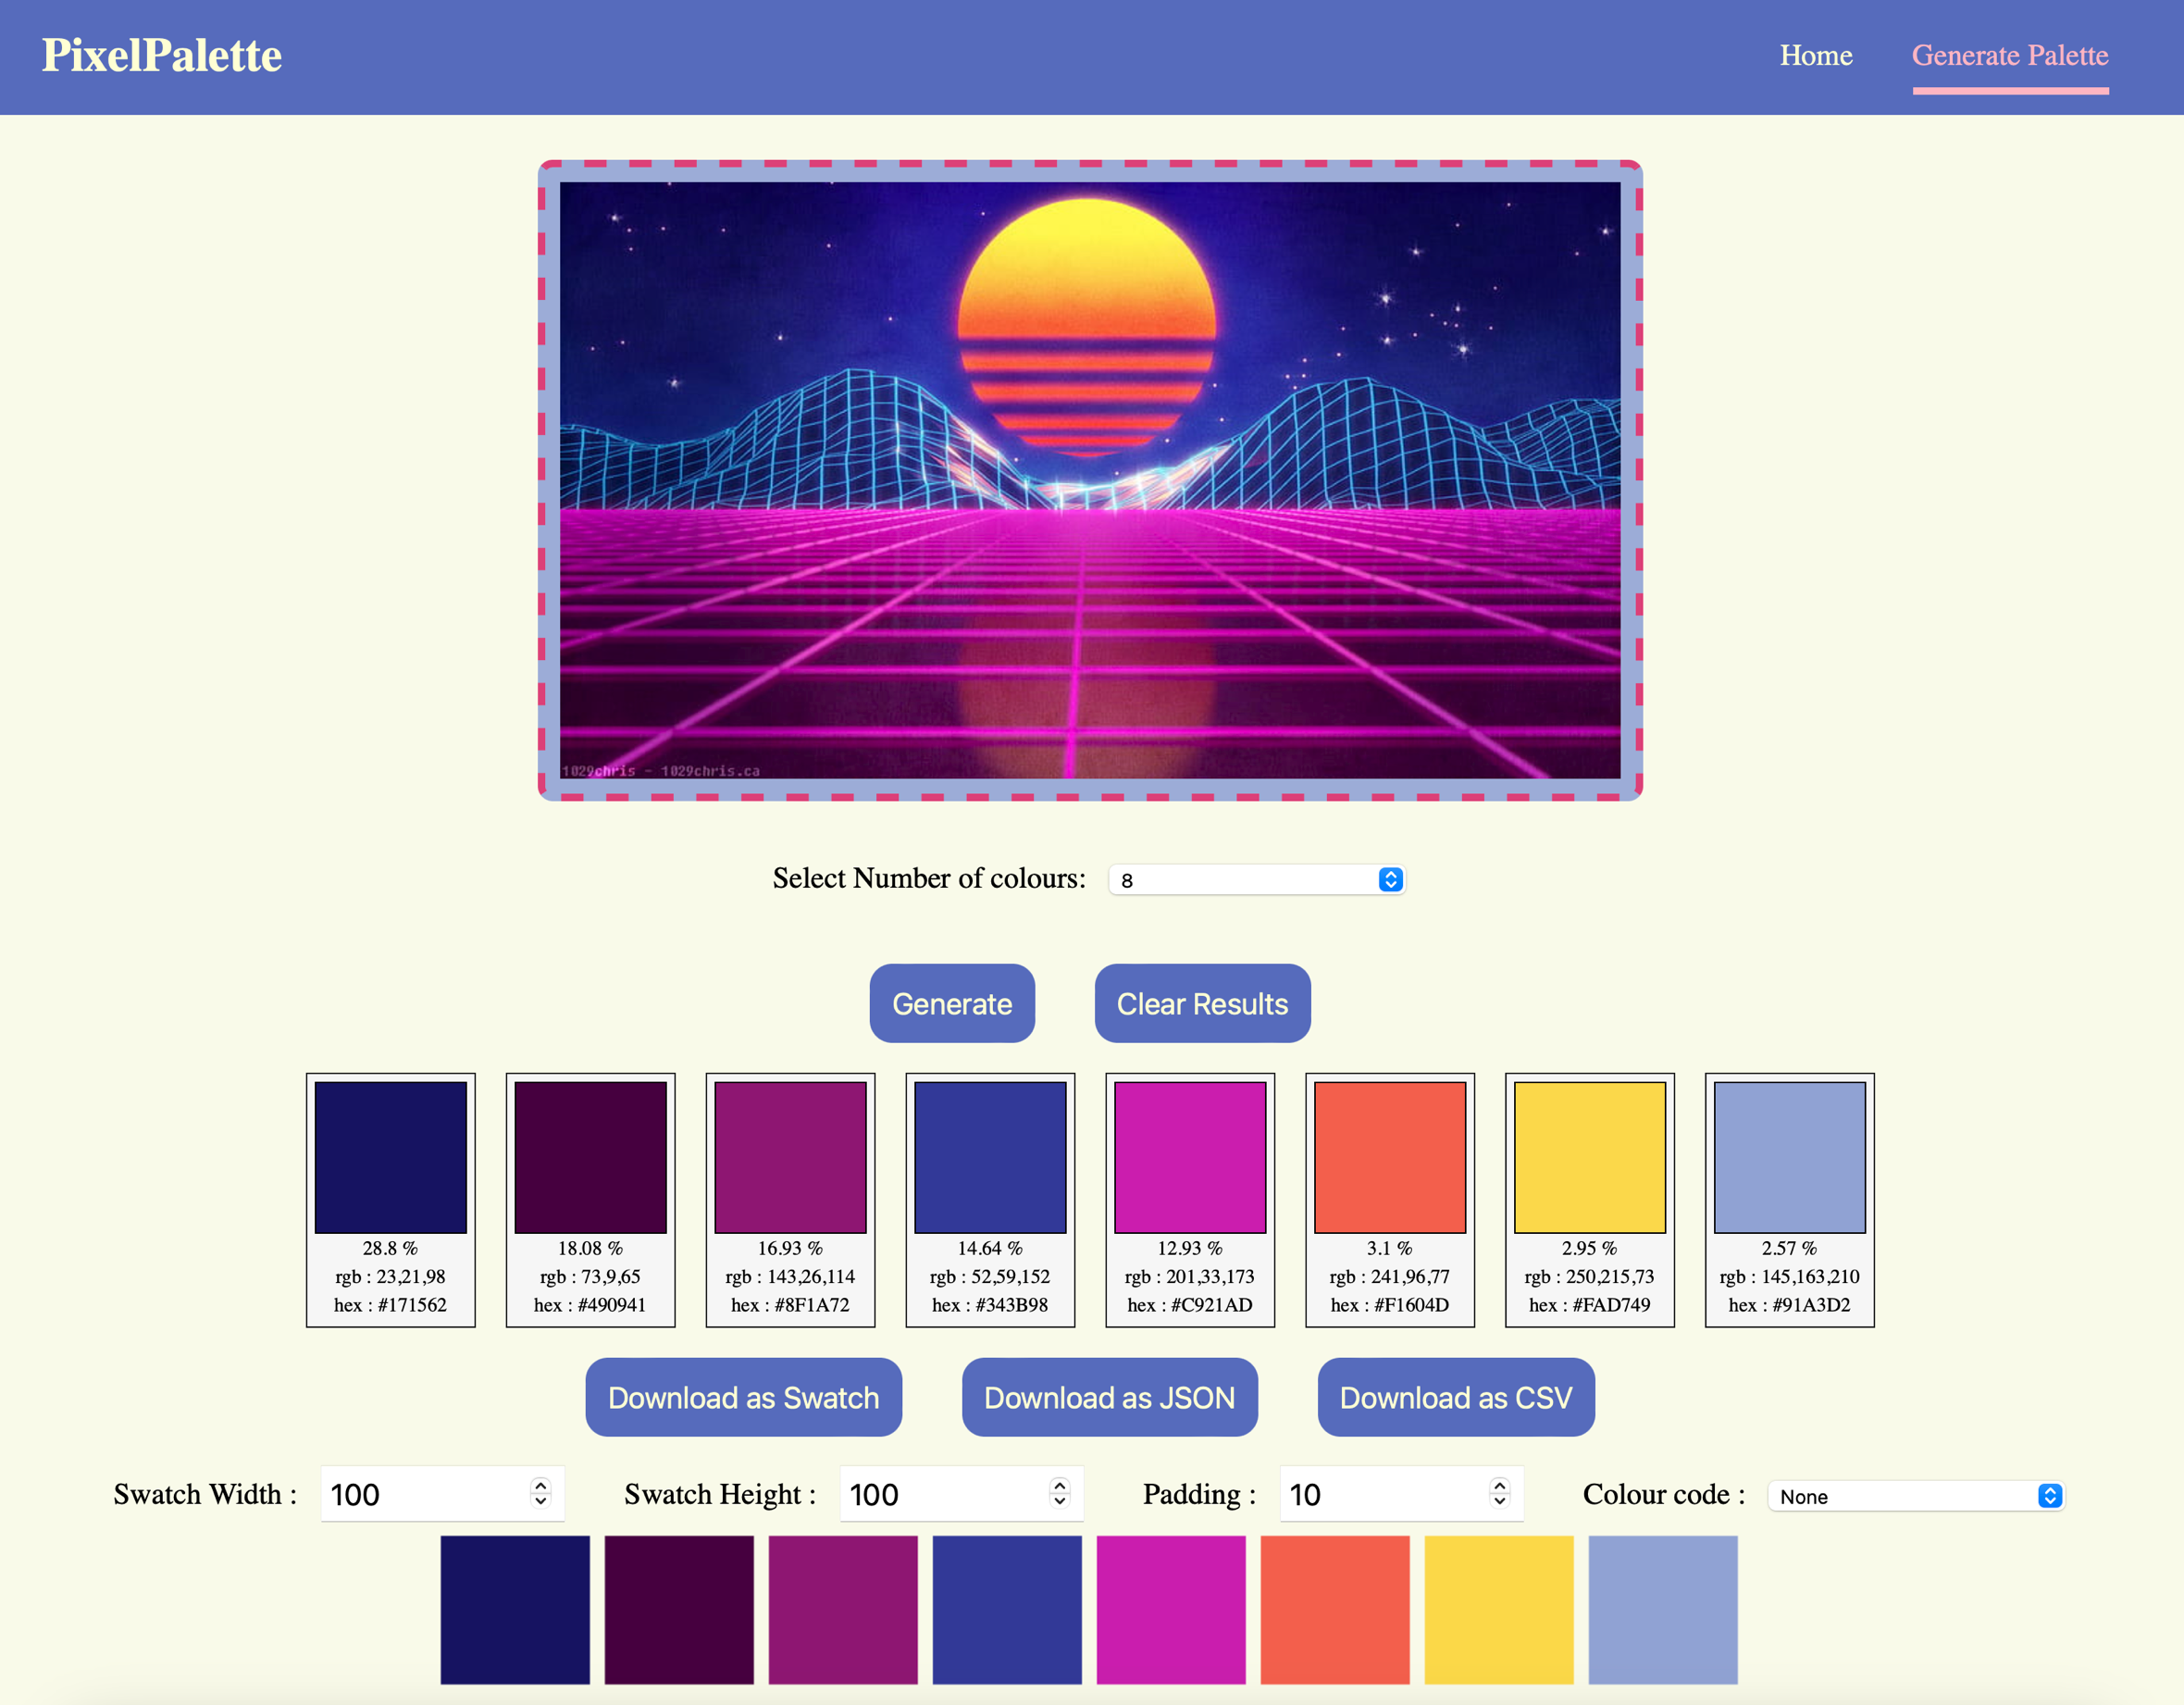 PixelPalette
Home Generate Palette
1029chris - 1029chris.ca
Select Number of colours: 8
Generate Clear Results
28.8 % 18.08 % 16.93 % 14.64 % 12.93 % 3.1 % 2.95 % 2.57 %
rgb : 23,21,98 rgb : 73,9,65 rgb : 143,26,114 rgb : 52,59,152 rgb : 201,33,173 rgb : 241,96,77 rgb : 250,215,73 rgb : 145,163,210
hex : #171562 hex : #490941 hex : #8F1A72 hex : #343B98 hex : #C921AD hex : #F1604D hex : #FAD749 hex : #91A3D2
Download as Swatch Download as JSON Download as CSV
Swatch Width : 100 Swatch Height : 100 Padding : 10 Colour code : None